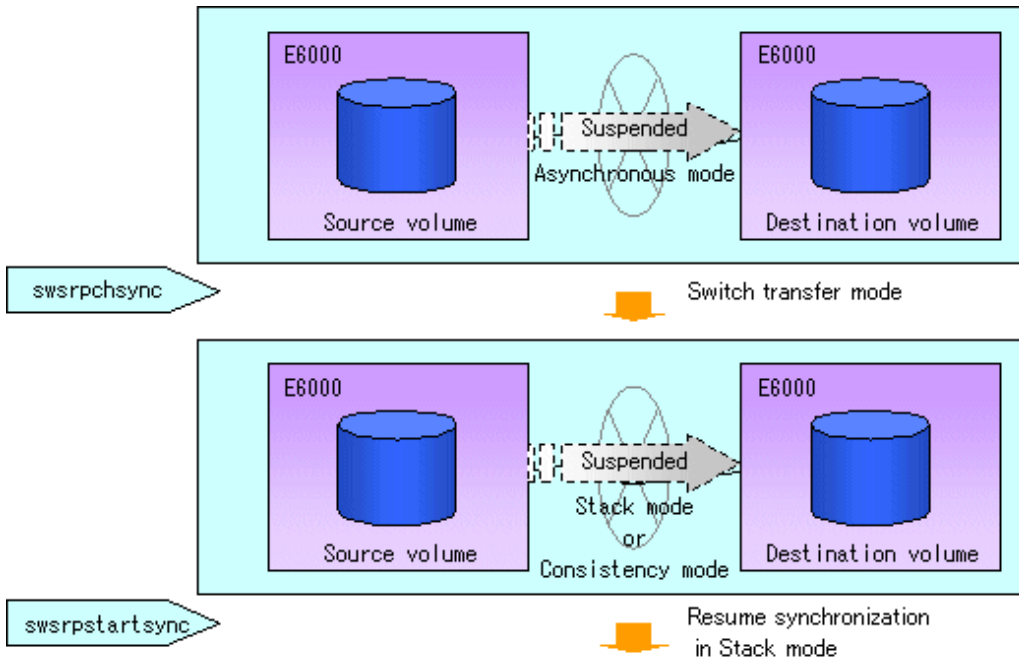 E6000
E6000
Suspended
Asynchronous mode
Source volume
Destination volume
swsrpchsync
Switch transfer mode
E6000
E6000
Suspended
Stack mode
or
Consistency mode
Source volume
Destination volume
swsrpstartsync
Resume synchronization
in Stack mode